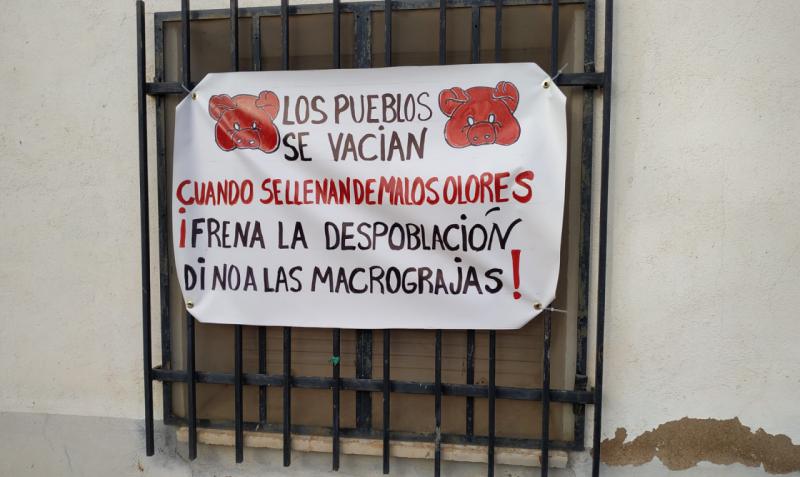 LOS PUEBLOS
SE VACIAN
CUANDO SE LLENAN DE MALOS OLORES
¡FRENA LA DESPOBLACIÓN
DI NO A LAS MACROGRAJAS!